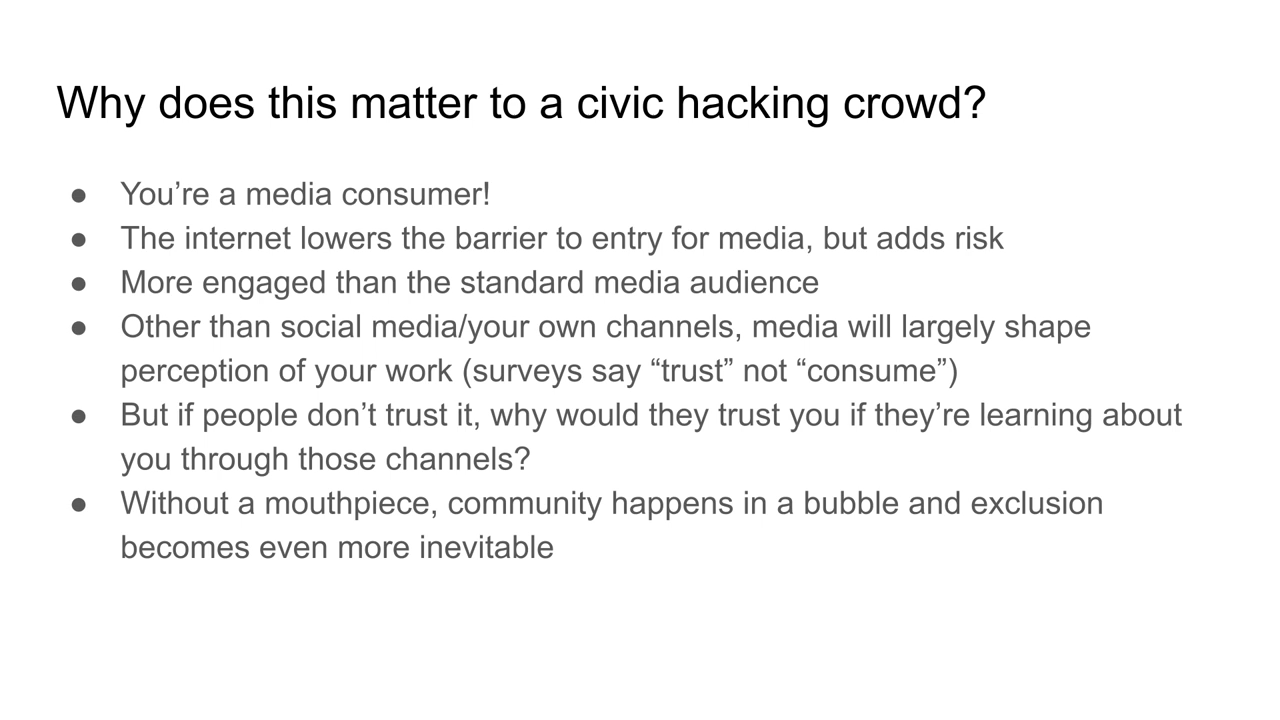 Why does this matter to a civic hacking crowd?
● You’re a media consumer!
● The internet lowers the barrier to entry for media, but adds risk
● More engaged than the standard media audience
● Other than social media/your own channels, media will largely shape
perception of your work (surveys say “trust” not “consume”)
● But if people don’t trust it, why would they trust you if they’re learning about
you through those channels?
● Without a mouthpiece, community happens in a bubble and exclusion
becomes even more inevitable